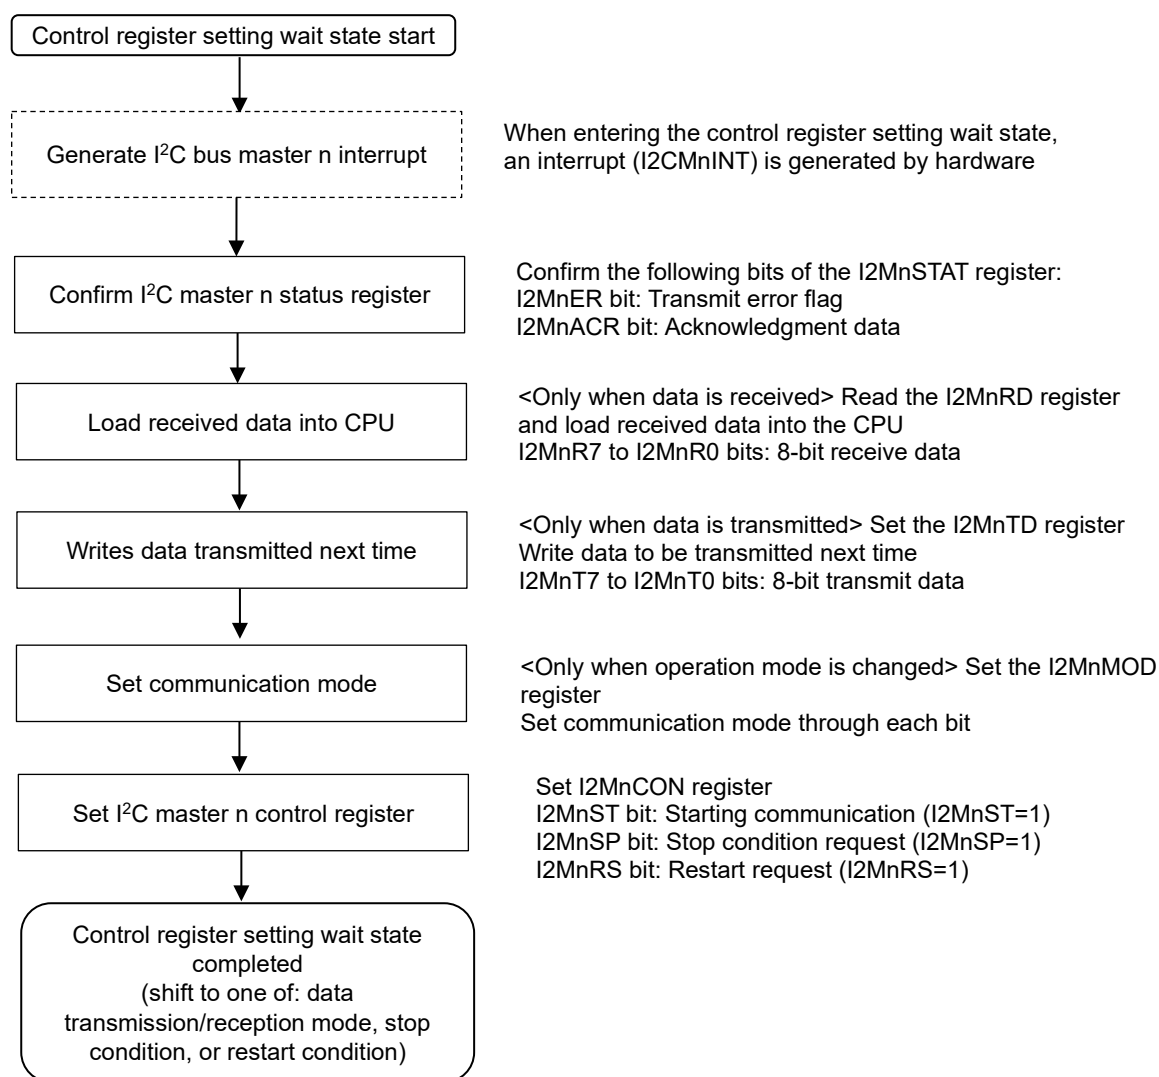 Control register setting wait state start
Generate I²C bus master n interrupt
When entering the control register setting wait state,
an interrupt (I2CMnINT) is generated by hardware
Confirm I²C master n status register
Confirm the following bits of the I2MnSTAT register:
I2MnER bit: Transmit error flag
I2MnACR bit: Acknowledgment data
Load received data into CPU
<Only when data is received> Read the I2MnRD register
and load received data into the CPU
I2MnR7 to I2MnR0 bits: 8-bit receive data
Writes data transmitted next time
<Only when data is transmitted> Set the I2MnTD register
Write data to be transmitted next time
I2MnT7 to I2MnT0 bits: 8-bit transmit data
Set communication mode
<Only when operation mode is changed> Set the I2MnMOD
register
Set communication mode through each bit
Set I²C master n control register
Set I2MnCON register
I2MnST bit: Starting communication (I2MnST=1)
I2MnSP bit: Stop condition request (I2MnSP=1)
I2MnRS bit: Restart request (I2MnRS=1)
Control register setting wait state
completed
(shift to one of: data
transmission/reception mode, stop
condition, or restart condition)